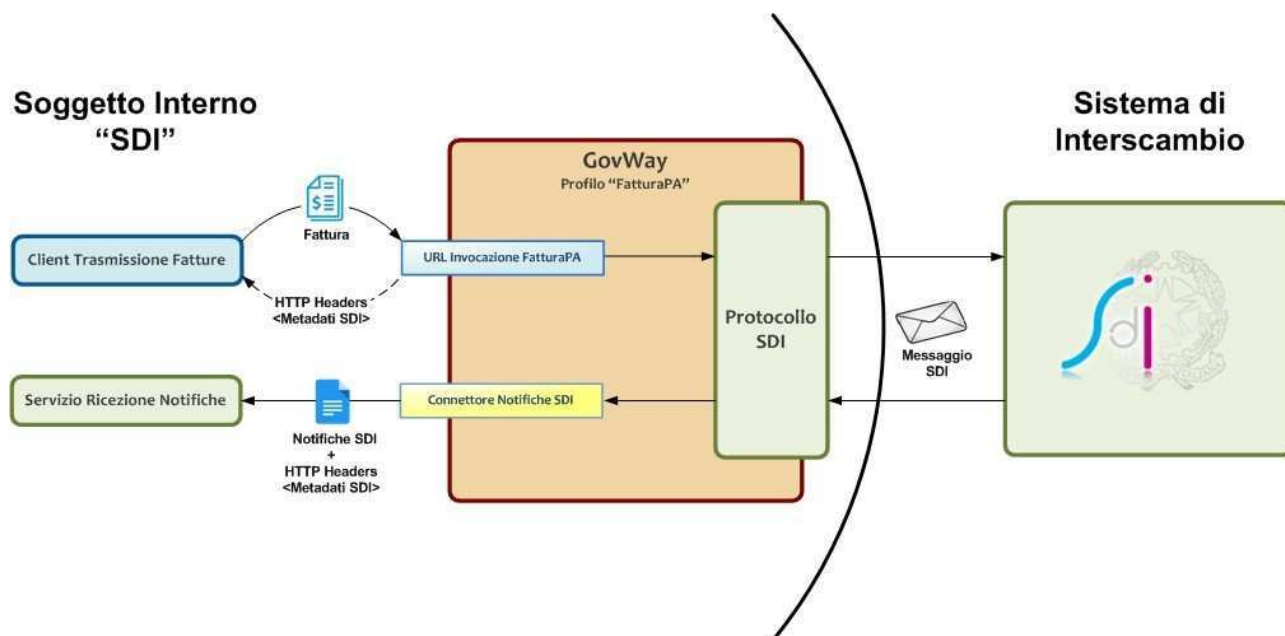 Soggetto Interno
“SDI”
Sistema di
Interscambio
GovWay
Profilo “FatturaPA”
Fattura
Client Trasmissione Fatture
URL Invocazione FatturaPA
HTTP Headers
<Metadati SDI>
Protocollo
SDI
Messaggio
SDI
Sdi
Servizio Ricezione Notifiche
Connettore Notifiche SDI
Notifiche SDI
+
HTTP Headers
<Metadati SDI>